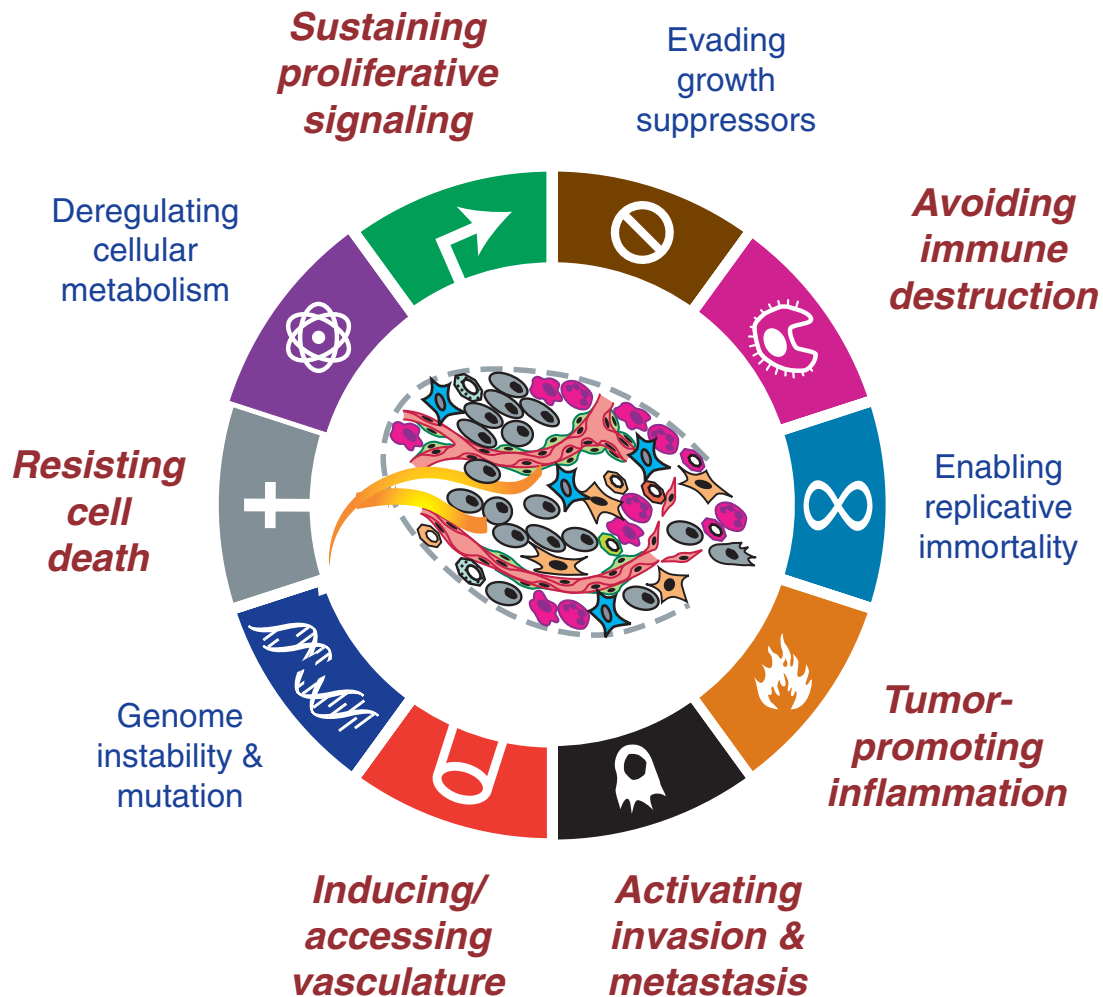 Sustaining
proliferative
signaling
Evading
growth
suppressors
Avoiding
immune
destruction
Enabling
replicative
immortality
Tumor-
promoting
inflammation
Activating
invasion &
metastasis
Inducing/
accessing
vasculature
Genome
instability &
mutation
Resisting
cell
death
Deregulating
cellular
metabolism